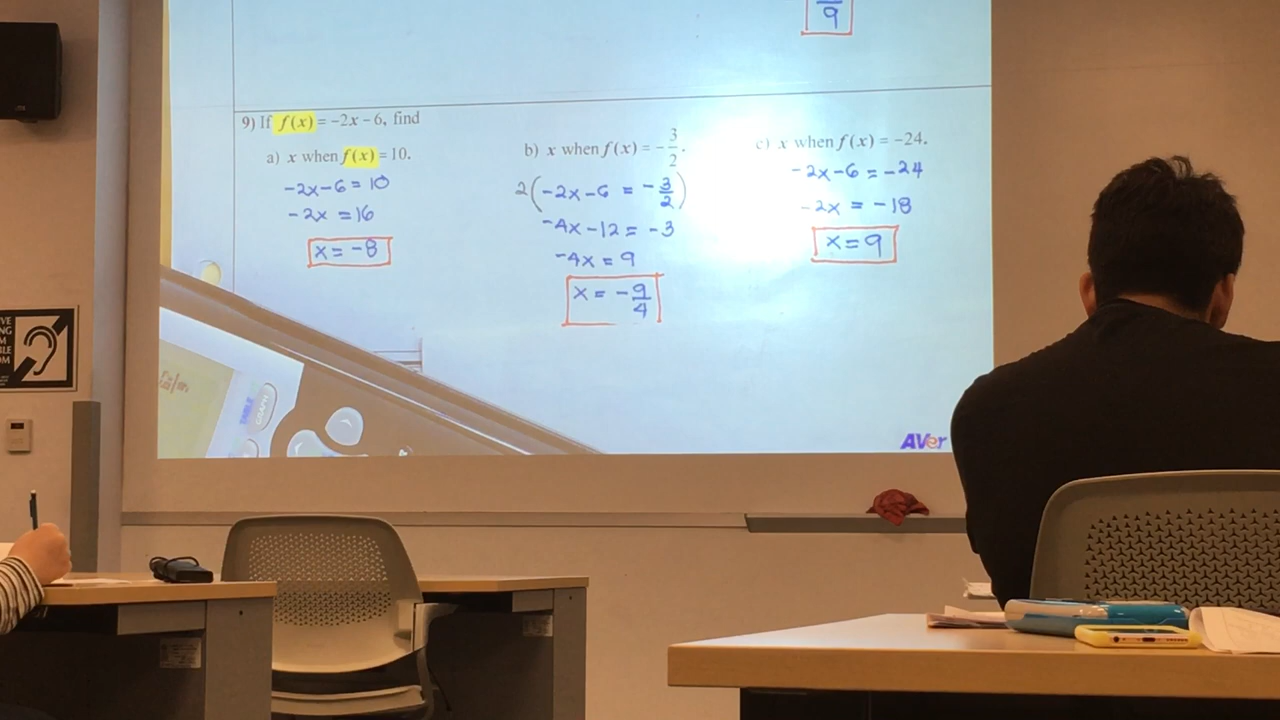 9
9) If f(x) = -2x - 6, find
a) x when f(x) = 10.
-2x-6 = 10
-2x = 16
x = -8
b) x when f(x) = -3/2.
2(-2x-6 = -3/2)
-4x-12 = -3
-4x = 9
x = -9/4
c) x when f(x) = -24.
-2x-6 = -24
-2x = -18
x = 9
TABLE
GRAPH
AVer